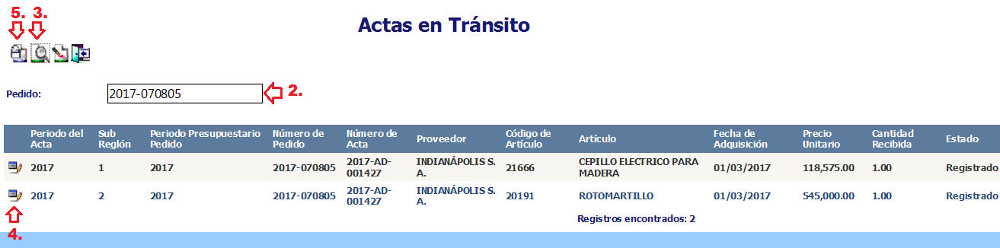 5. 3.
Actas en Tránsito
Pedido: 2017-070805 2.
Periodo del Acta Sub Reglón Periodo Presupuestario Pedido Número de Pedido Número de Acta Proveedor Código de Artículo Artículo Fecha de Adquisición Precio Unitario Cantidad Recibida Estado
2017 1 2017 2017-070805 2017-AD-001427 INDIANÁPOLIS S. A. 21666 CEPILLO ELECTRICO PARA MADERA 01/03/2017 118,575.00 1.00 Registrado
2017 2 2017 2017-070805 2017-AD-001427 INDIANÁPOLIS S. A. 20191 ROTOMARTILLO 01/03/2017 545,000.00 1.00 Registrado
Registros encontrados: 2
4.